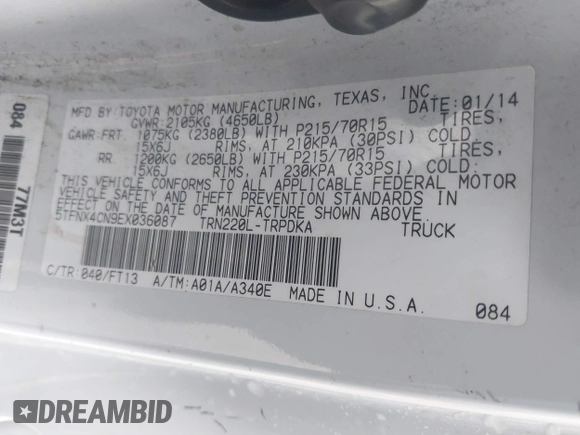 MFD BY:TOYOTA MOTOR MANUFACTURING, TEXAS, INC.
GVWR:2105KG (4650LB) DATE:01/14
GAWR:FRT. 1075KG (2380LB) WITH P215/70R15 TIRES,
15X6J RIMS, AT 210KPA (30PSI) COLD.
RR. 1200KG (2650LB) WITH P215/70R15 TIRES,
15X6J RIMS, AT 230KPA (33PSI) COLD.
THIS VEHICLE CONFORMS TO ALL APPLICABLE FEDERAL MOTOR
VEHICLE SAFETY AND THEFT PREVENTION STANDARDS IN
EFFECT ON THE DATE OF MANUFACTURE SHOWN ABOVE.
5TFNX4CN9EX036087 TRN220L-TRPDKA TRUCK
C/TR:040/FT13 A/TM:A01A/A340E MADE IN U.S.A.
084
084 77M3T
DREAMBID